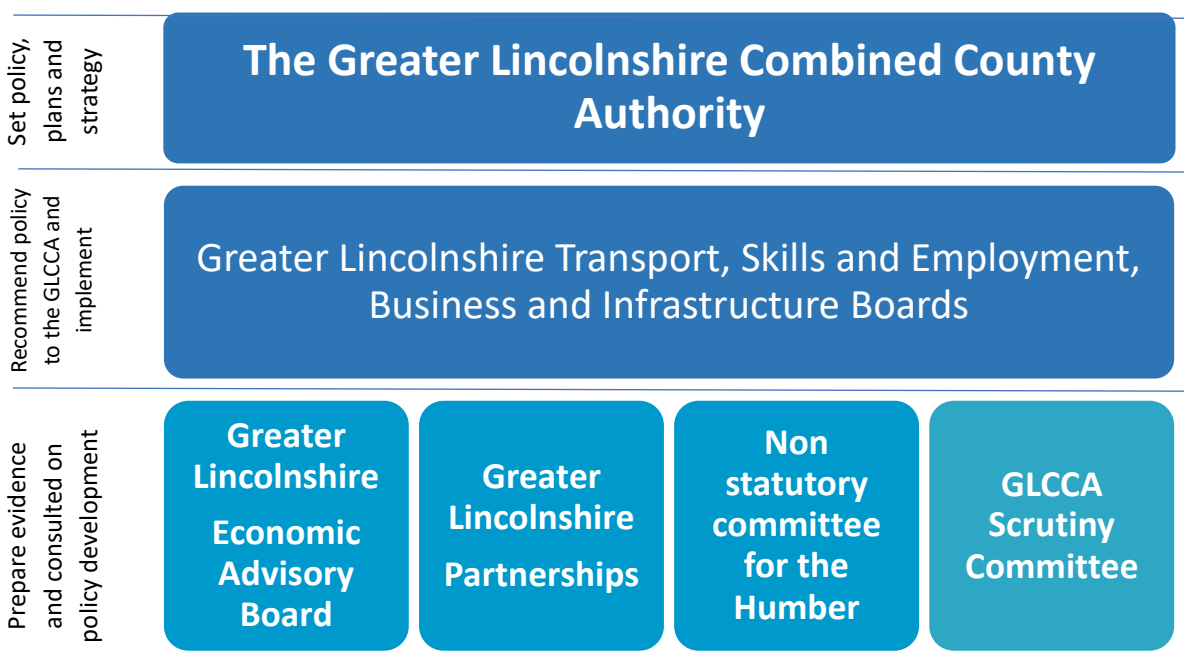 Set policy,
plans and
strategy
The Greater Lincolnshire Combined County
Authority
Recommend policy
to the GLCCA and
implement
Greater Lincolnshire Transport, Skills and Employment,
Business and Infrastructure Boards
Prepare evidence
and consulted on
policy development
Greater
Lincolnshire
Economic
Advisory
Board
Greater
Lincolnshire
Partnerships
Non
statutory
committee
for the
Humber
GLCCA
Scrutiny
Committee